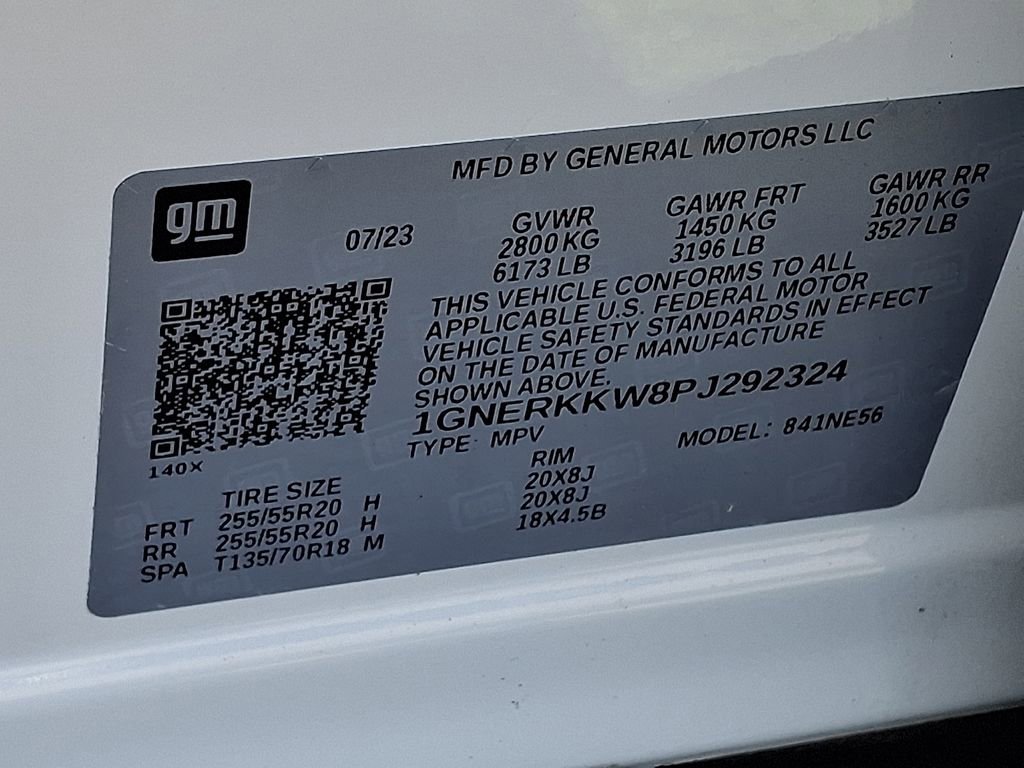 MFD BY GENERAL MOTORS LLC
gm
07/23
GVWR GAWR FRT GAWR RR
2800 KG 1450 KG 1600 KG
6173 LB 3196 LB 3527 LB
THIS VEHICLE CONFORMS TO ALL
APPLICABLE U.S. FEDERAL MOTOR
VEHICLE SAFETY STANDARDS IN EFFECT
ON THE DATE OF MANUFACTURE
SHOWN ABOVE.
1GNERKKW8PJ292324
TYPE: MPV MODEL: 841NE56
140X
TIRE SIZE RIM
FRT 255/55R20 H 20X8J
RR 255/55R20 H 20X8J
SPA T135/70R18 M 18X4.5B